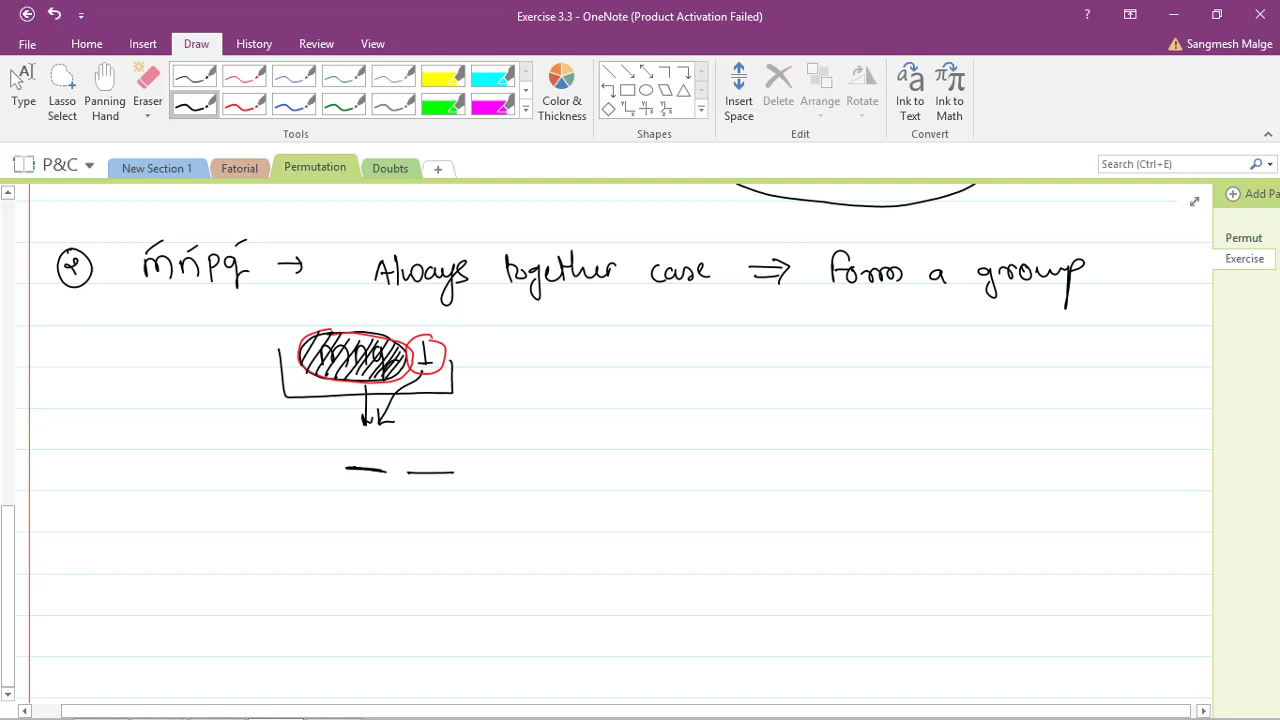 Exercise 3.3 - OneNote (Product Activation Failed)
?
File Home Insert Draw History Review View Sangmesh Malge
Type Lasso Select Panning Hand Eraser Color & Thickness Insert Space Delete Arrange Rotate Ink to Text Ink to Math
Tools Shapes Edit Convert
P&C New Section 1 Fatorial Permutation Doubts Search (Ctrl+E)
Add Pa
Permut
Exercise
2 m n p q → Always together case ⇒ form a group
m n q 1